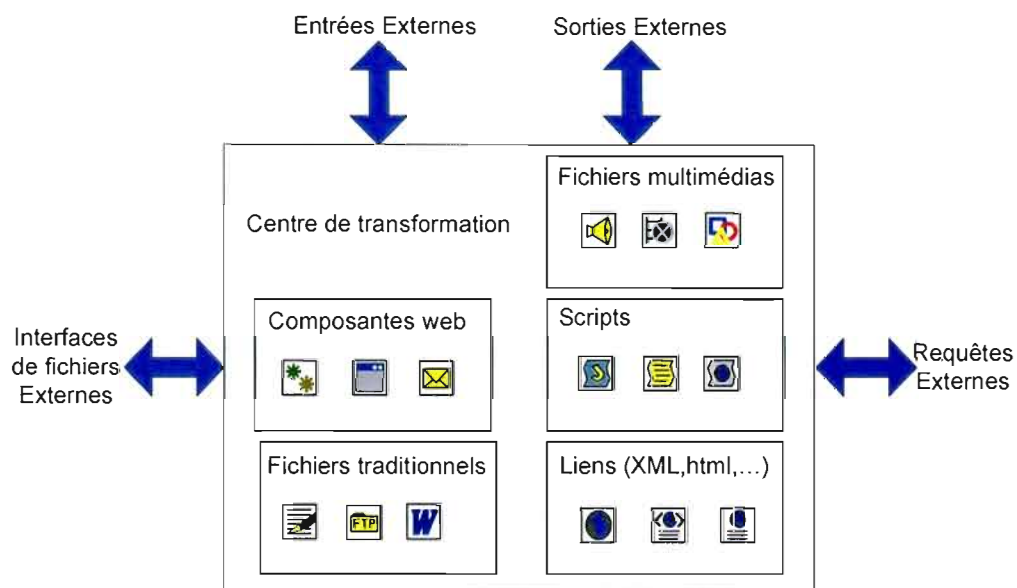 Entrées Externes
Sorties Externes
Fichiers multimédias
Centre de transformation
Composantes web
Scripts
Interfaces
de fichiers
Externes
Requêtes
Externes
Fichiers traditionnels
Liens (XML,html,...)
FTP
W